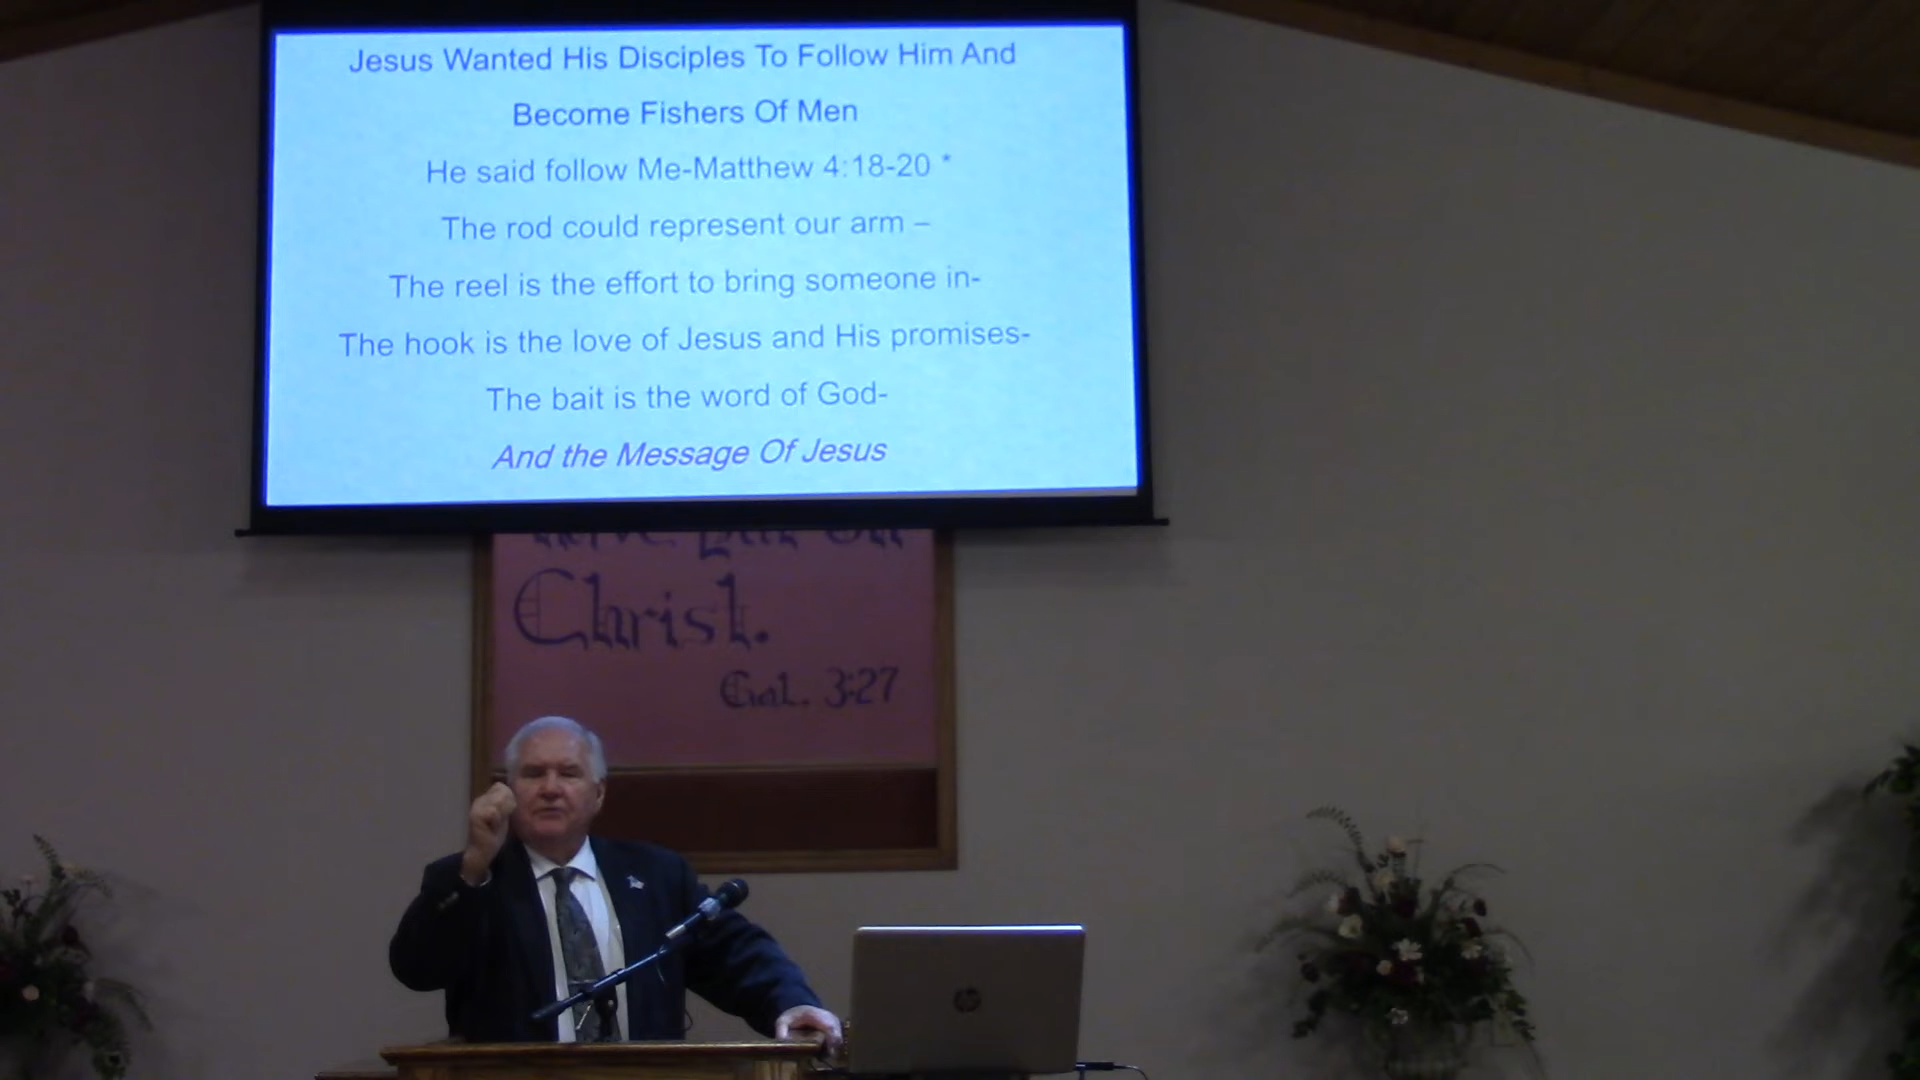 Jesus Wanted His Disciples To Follow Him And
Become Fishers Of Men
He said follow Me-Matthew 4:18-20 *
The rod could represent our arm –
The reel is the effort to bring someone in-
The hook is the love of Jesus and His promises-
The bait is the word of God-
And the Message Of Jesus
Christ.
Gal. 3:27
hp